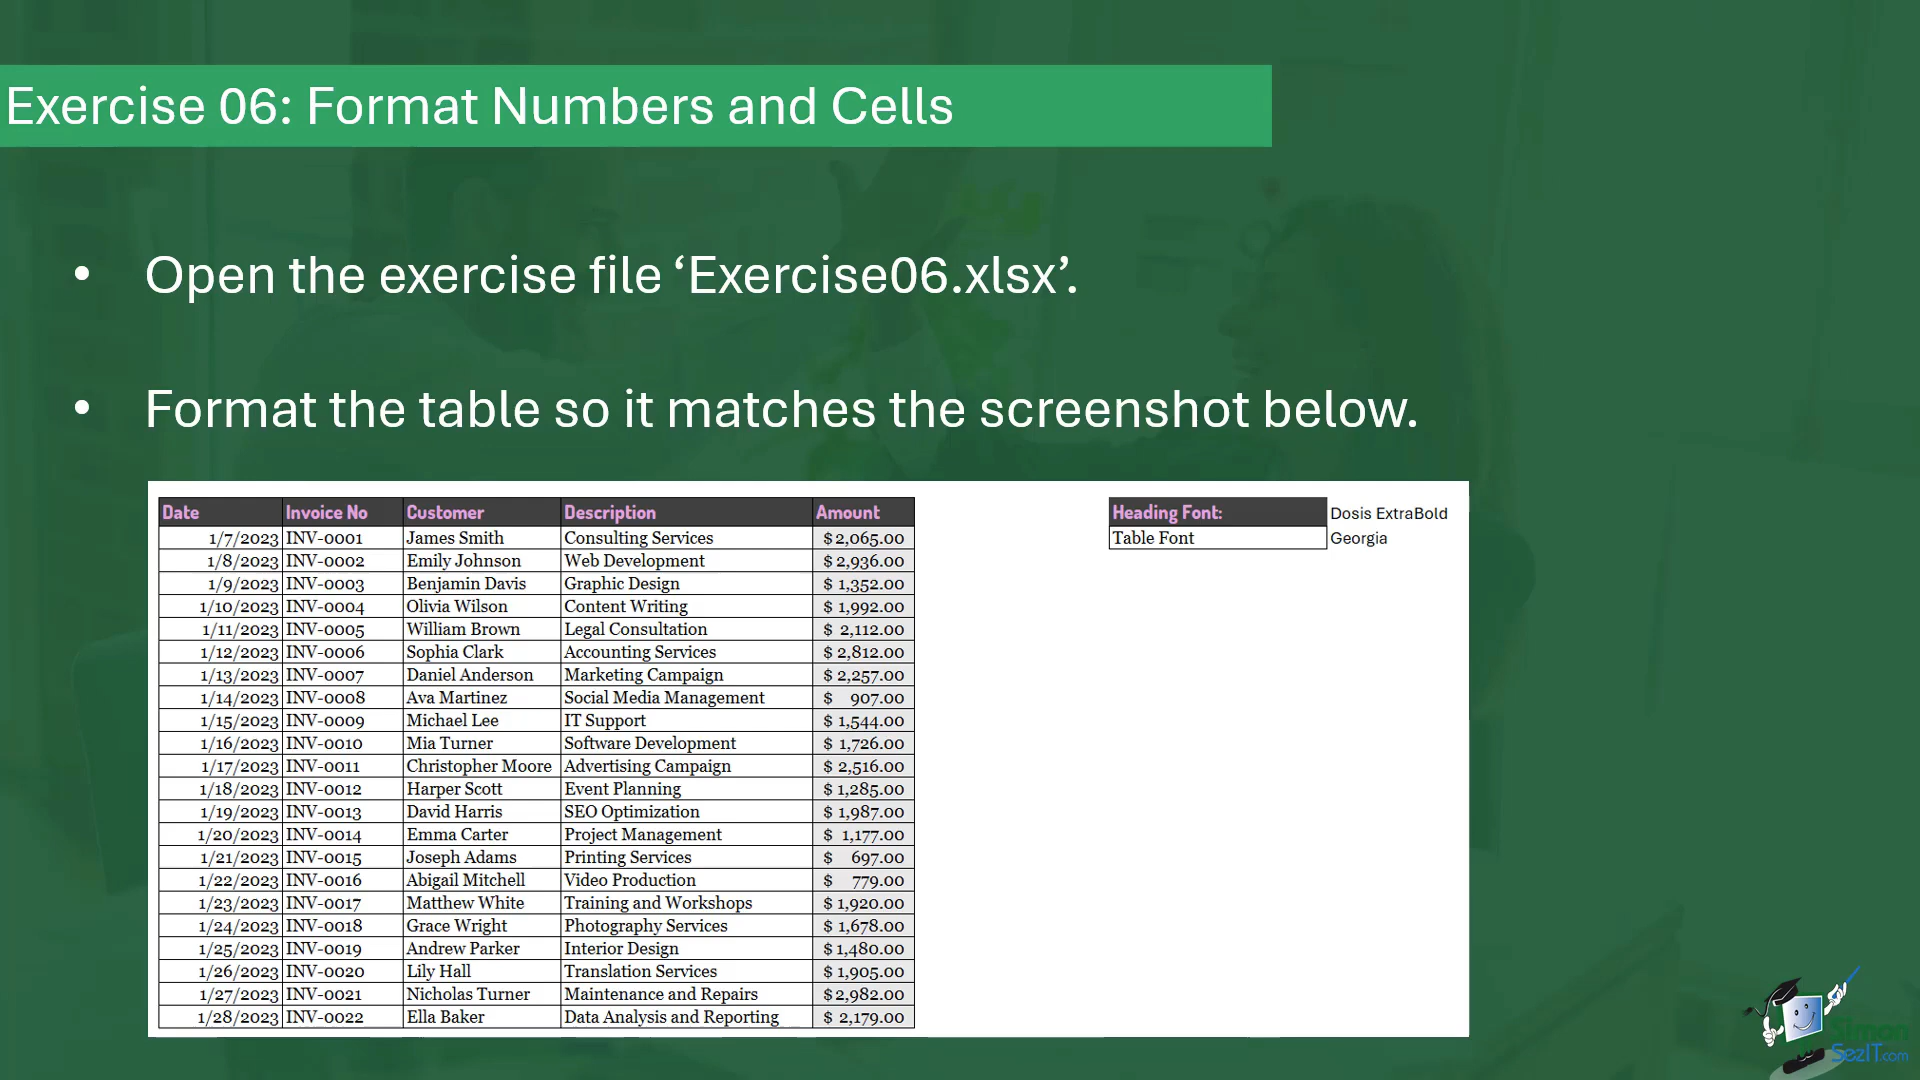 Exercise 06: Format Numbers and Cells
• Open the exercise file ‘Exercise06.xlsx’.
• Format the table so it matches the screenshot below.
Date Invoice No Customer Description Amount
1/7/2023 INV-0001 James Smith Consulting Services $ 2,065.00
1/8/2023 INV-0002 Emily Johnson Web Development $ 2,936.00
1/9/2023 INV-0003 Benjamin Davis Graphic Design $ 1,352.00
1/10/2023 INV-0004 Olivia Wilson Content Writing $ 1,992.00
1/11/2023 INV-0005 William Brown Legal Consultation $ 2,112.00
1/12/2023 INV-0006 Sophia Clark Accounting Services $ 2,812.00
1/13/2023 INV-0007 Daniel Anderson Marketing Campaign $ 2,257.00
1/14/2023 INV-0008 Ava Martinez Social Media Management $ 907.00
1/15/2023 INV-0009 Michael Lee IT Support $ 1,544.00
1/16/2023 INV-0010 Mia Turner Software Development $ 1,726.00
1/17/2023 INV-0011 Christopher Moore Advertising Campaign $ 2,516.00
1/18/2023 INV-0012 Harper Scott Event Planning $ 1,285.00
1/19/2023 INV-0013 David Harris SEO Optimization $ 1,987.00
1/20/2023 INV-0014 Emma Carter Project Management $ 1,177.00
1/21/2023 INV-0015 Joseph Adams Printing Services $ 697.00
1/22/2023 INV-0016 Abigail Mitchell Video Production $ 779.00
1/23/2023 INV-0017 Matthew White Training and Workshops $ 1,920.00
1/24/2023 INV-0018 Grace Wright Photography Services $ 1,678.00
1/25/2023 INV-0019 Andrew Parker Interior Design $ 1,480.00
1/26/2023 INV-0020 Lily Hall Translation Services $ 1,905.00
1/27/2023 INV-0021 Nicholas Turner Maintenance and Repairs $ 2,982.00
1/28/2023 INV-0022 Ella Baker Data Analysis and Reporting $ 2,179.00
Heading Font: Dosis ExtraBold
Table Font Georgia
Simon
SezIT.com